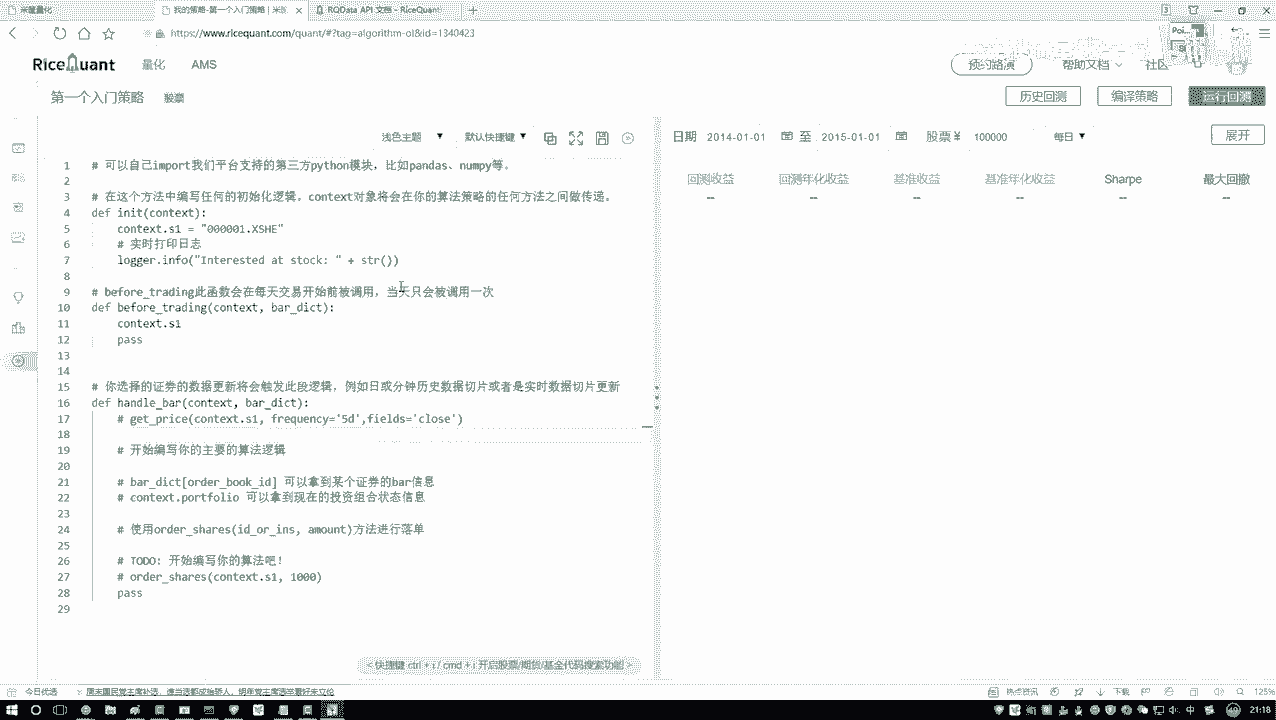 米筐量化
我的策略-第一个入门策略 | 米筐
RQData API 文档 - RiceQuant
https://www.ricequant.com/quant/#?tag=algorithm-ol&id=1340423
RiceQuant 量化 AMS 预约路演 帮助文档 社区
第一个入门策略 历史回测 编译策略 运行回测
浅色主题 默认快捷键 日期 2014-01-01 至 2015-01-01 股票¥ 100000 每日 展开
回测收益 回测年化收益 基准收益 基准年化收益 Sharpe 最大回撤
-- -- -- -- -- --
1 # 可以自己import我们平台支持的第三方python模块，比如pandas、numpy等。
2
3 # 在这个方法中编写任何的初始化逻辑。context对象将会在你的算法策略的任何方法之间做传递。
4 def init(context):
5 context.s1 = "000001.XSHE"
6 # 实时打印日志
7 logger.info("Interested at stock: " + str())
8
9 # before_trading此函数会在每天交易开始前被调用，当天只会被调用一次
10 def before_trading(context, bar_dict):
11 context.s1
12 pass
13
14
15 # 你选择的证券的数据更新将会触发此段逻辑，例如日或分钟历史数据切片或者是实时数据切片更新
16 def handle_bar(context, bar_dict):
17 # get_price(context.s1, frequency='5d',fields='close')
18
19 # 开始编写你的主要的算法逻辑
20
21 # bar_dict[order_book_id] 可以拿到某个证券的bar信息
22 # context.portfolio 可以拿到现在的投资组合状态信息
23
24 # 使用order_shares(id_or_ins, amount)方法进行落单
25
26 # TODO: 开始编写你的算法吧！
27 # order_shares(context.s1, 1000)
28 pass
29
< 快捷键 ctrl + i / cmd + i 开启股票/期货/基金代码搜索功能 >
今日优选 热点资讯 下载 125%
中 21:18